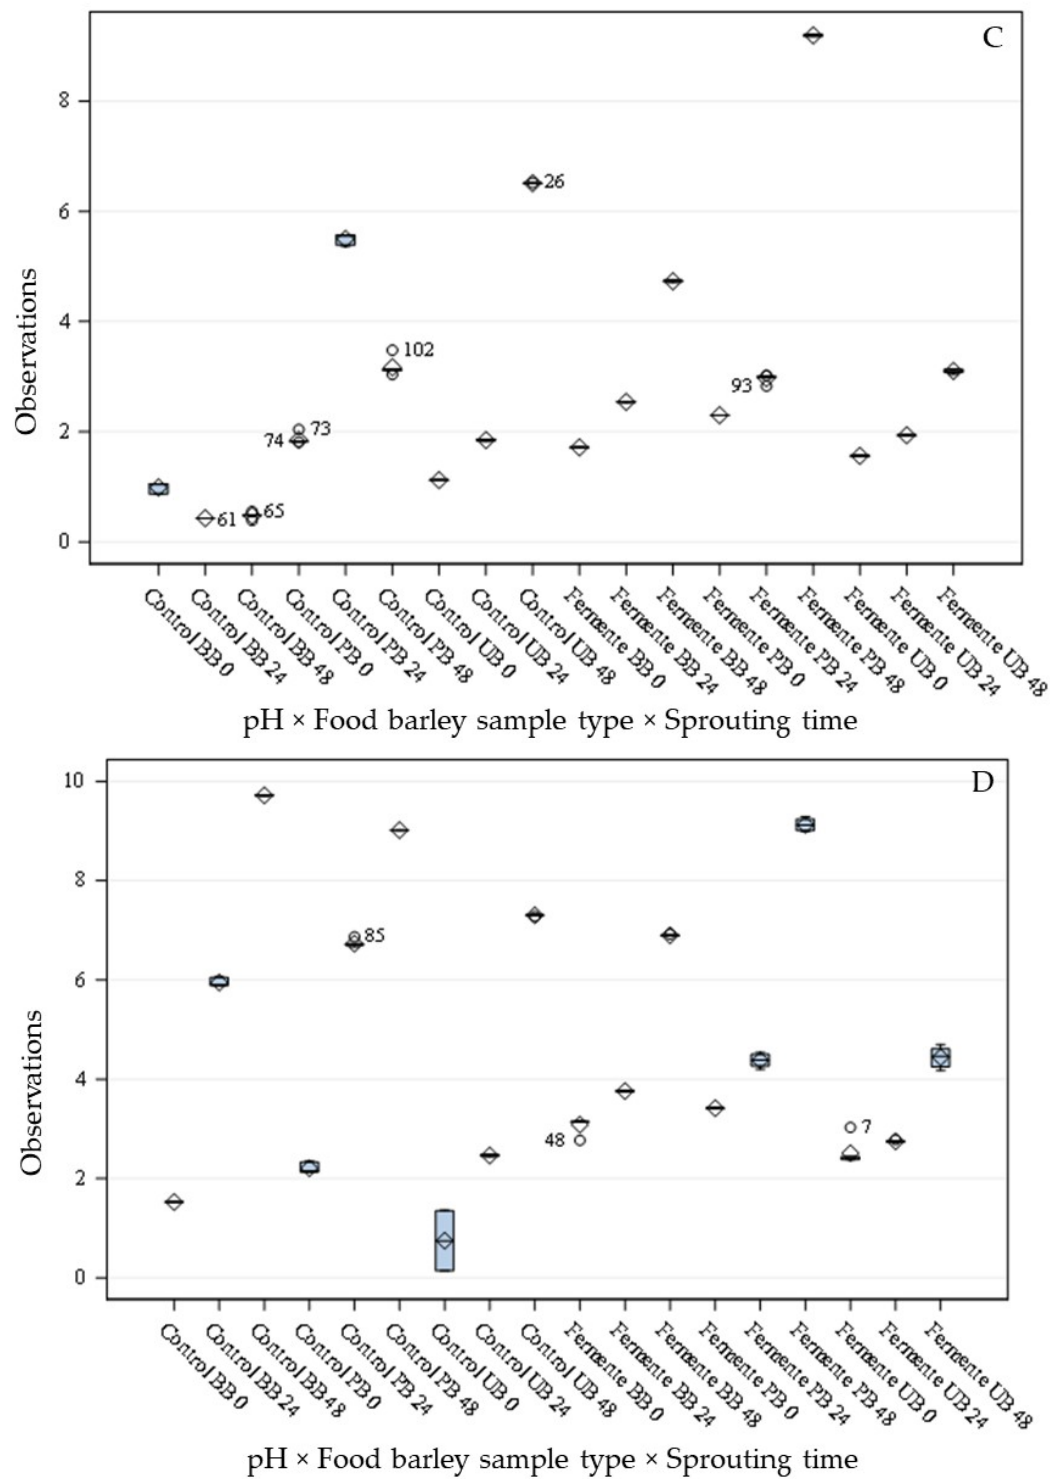 C
8
6
4
2
0
Observations
26
102
93
73
74
65
61
Control BB 0
Control BB 24
Control BB 48
Control PB 0
Control PB 24
Control PB 48
Control UB 0
Control UB 24
Control UB 48
Fermente BB 0
Fermente BB 24
Fermente BB 48
Fermente PB 0
Fermente PB 24
Fermente PB 48
Fermente UB 0
Fermente UB 24
Fermente UB 48
pH × Food barley sample type × Sprouting time
D
10
8
6
4
2
0
Observations
85
48
7
Control BB 0
Control BB 24
Control BB 48
Control PB 0
Control PB 24
Control PB 48
Control UB 0
Control UB 24
Control UB 48
Fermente BB 0
Fermente BB 24
Fermente BB 48
Fermente PB 0
Fermente PB 24
Fermente PB 48
Fermente UB 0
Fermente UB 24
Fermente UB 48
pH × Food barley sample type × Sprouting time